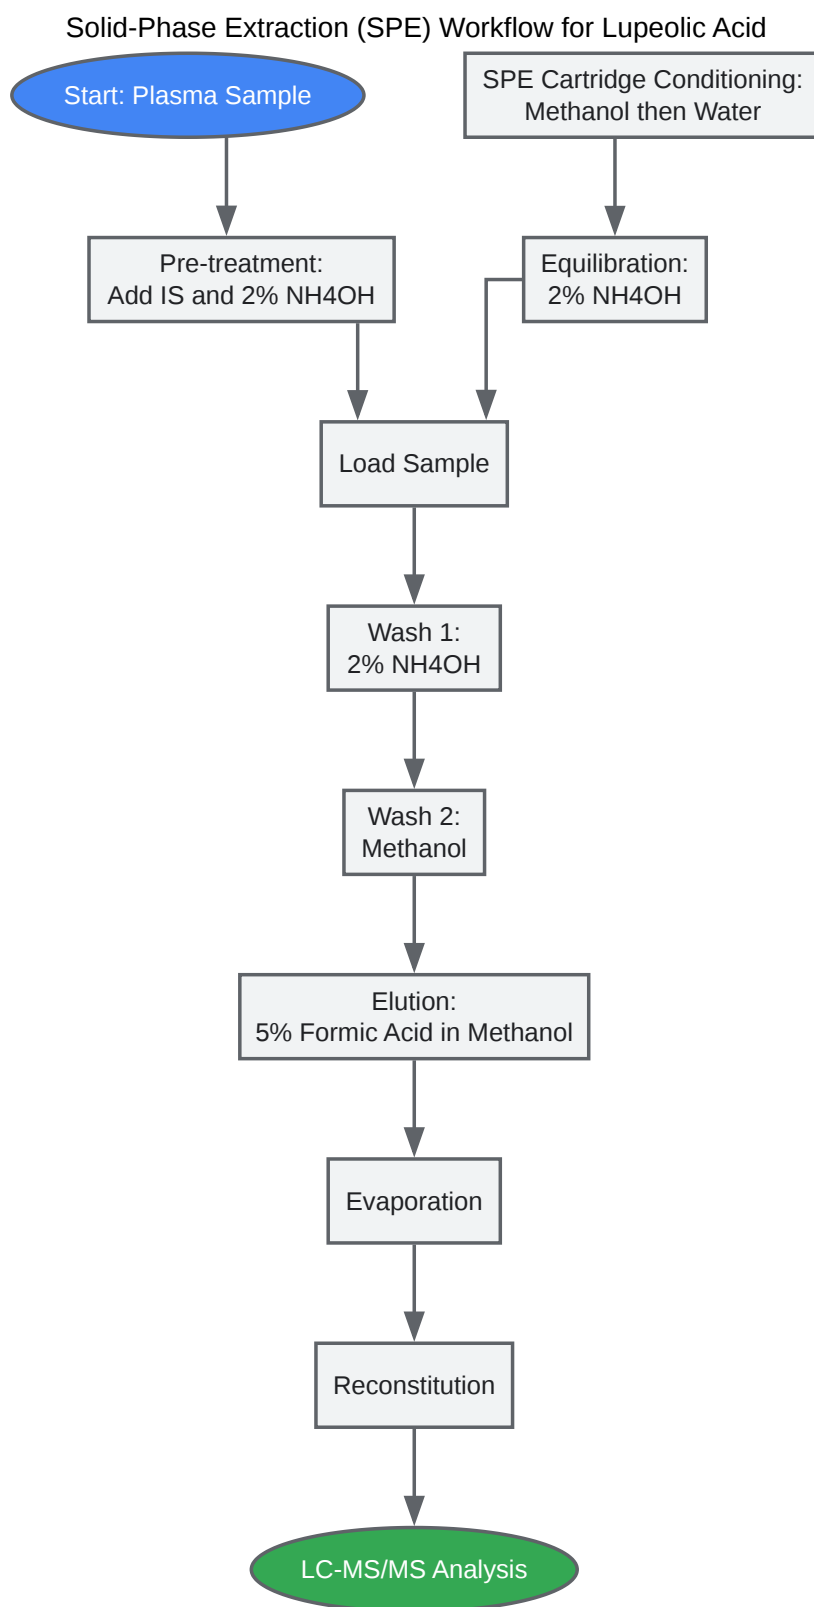 Solid-Phase Extraction (SPE) Workflow for Lupeolic Acid
Start: Plasma Sample
SPE Cartridge Conditioning:
Methanol then Water
Pre-treatment:
Add IS and 2% NH4OH
Equilibration:
2% NH4OH
Load Sample
Wash 1:
2% NH4OH
Wash 2:
Methanol
Elution:
5% Formic Acid in Methanol
Evaporation
Reconstitution
LC-MS/MS Analysis